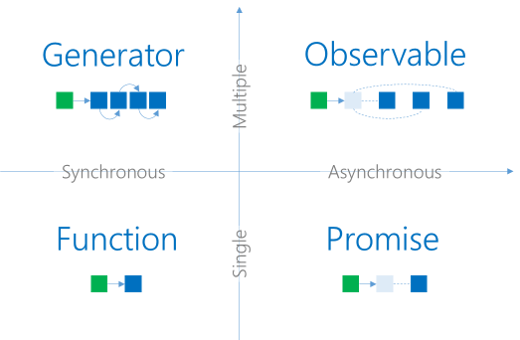 Generator
Observable
Multiple
Synchronous
Asynchronous
Function
Promise
Single